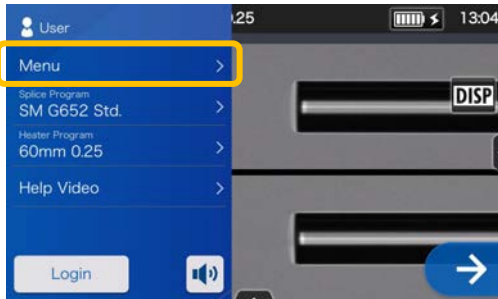 User
.25
13:04
Menu
Splice Program
SM G652 Std.
Heater Program
60mm 0.25
Help Video
Login
DISP